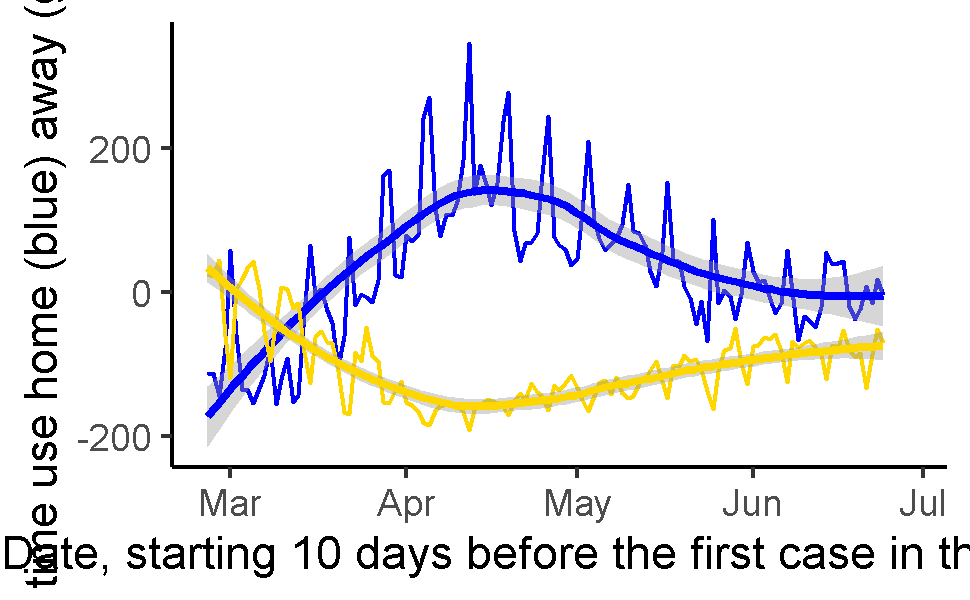 time use home (blue) away (
200
0
-200
Mar Apr May Jun Jul
Date, starting 10 days before the first case in th